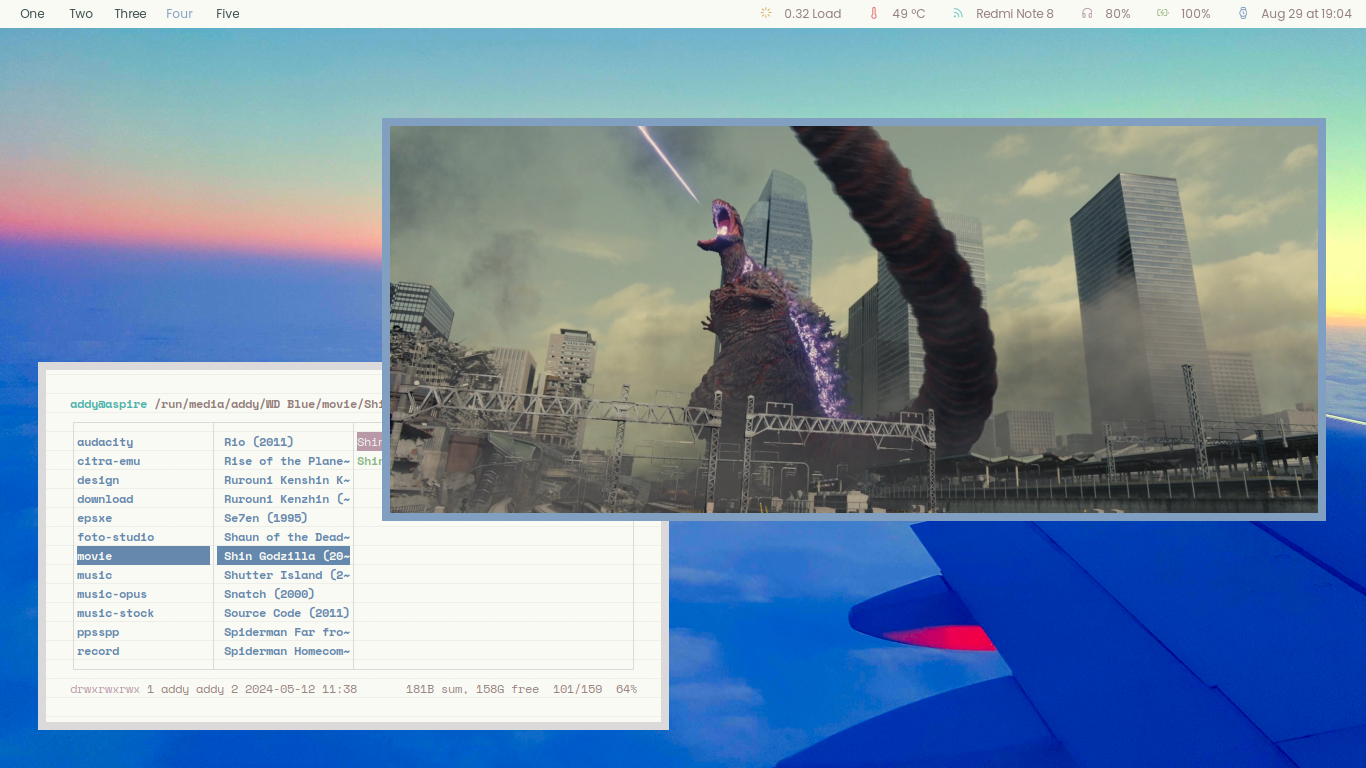 One Two Three Four Five 0.32 Load 49 ºC Redmi Note 8 80% 100% Aug 29 at 19:04
addy@aspire /run/media/addy/WD Blue/movie/Shi
audacity Rio (2011) Shin
citra-emu Rise of the Plane~ Shin
design Rurouni Kenshin K~
download Rurouni Kenzhin (~
epsxe Se7en (1995)
foto-studio Shaun of the Dead~
movie Shin Godzilla (20~
music Shutter Island (2~
music-opus Snatch (2000)
music-stock Source Code (2011)
ppsspp Spiderman Far fro~
record Spiderman Homecom~
drwxrwxrwx 1 addy addy 2 2024-05-12 11:38 181B sum, 158G free 101/159 64%